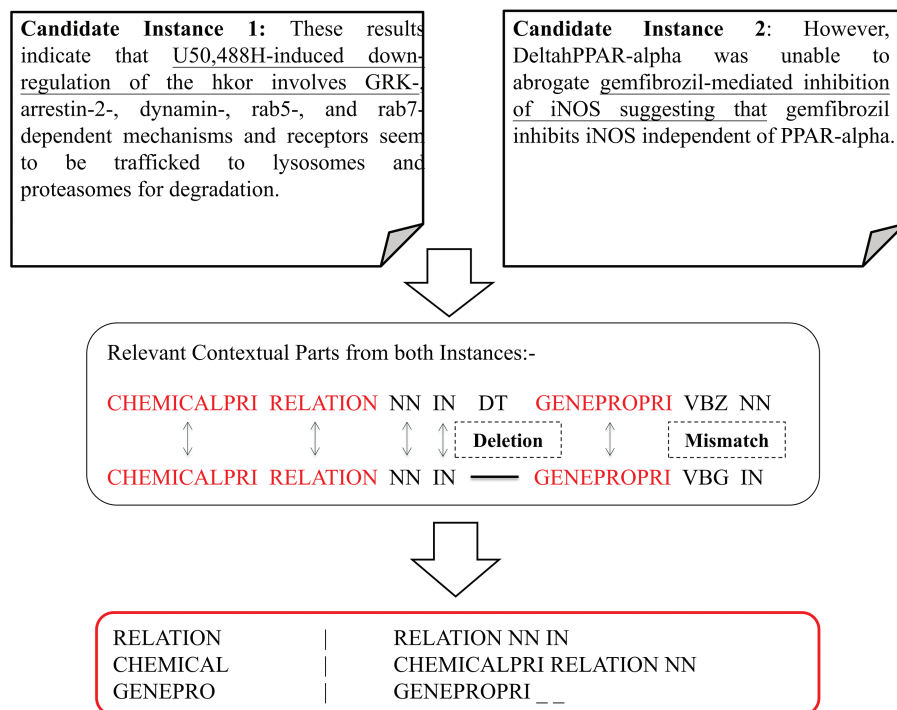 Candidate Instance 1: These results
indicate that U50,488H-induced down-
regulation of the hkor involves GRK-,
arrestin-2-, dynamin-, rab5-, and rab7-
dependent mechanisms and receptors seem
to be trafficked to lysosomes and
proteasomes for degradation.
Candidate Instance 2: However,
DeltahPPAR-alpha was unable to
abrogate gemfibrozil-mediated inhibition
of iNOS suggesting that gemfibrozil
inhibits iNOS independent of PPAR-alpha.
Relevant Contextual Parts from both Instances:-
CHEMICALPRI RELATION NN IN DT GENEPROPRI VBZ NN
Deletion Mismatch
CHEMICALPRI RELATION NN IN — GENEPROPRI VBG IN
RELATION | RELATION NN IN
CHEMICAL | CHEMICALPRI RELATION NN
GENEPRO | GENEPROPRI _ _